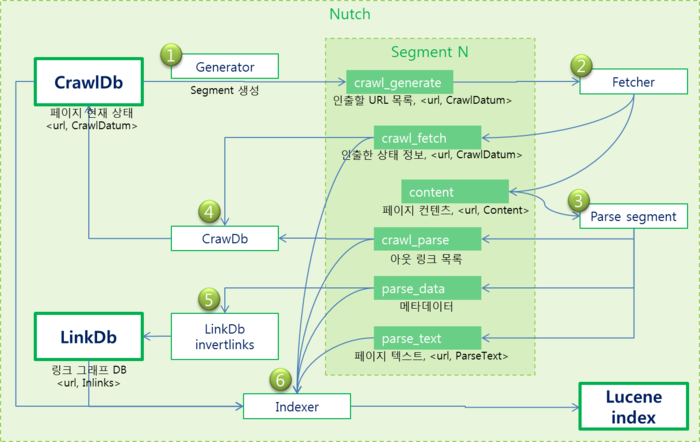 Nutch
Segment N
1
Generator
Segment 생성
CrawlDb
페이지 현재 상태
<url, CrawlDatum>
crawl_generate
인출할 URL 목록, <url, CrawlDatum>
2
Fetcher
crawl_fetch
인출한 상태 정보, <url, CrawlDatum>
content
페이지 컨텐츠, <url, Content>
3
Parse segment
4
CrawDb
crawl_parse
아웃 링크 목록
5
LinkDb
invertlinks
parse_data
메타데이터
LinkDb
링크 그래프 DB
<url, Inlinks>
parse_text
페이지 텍스트, <url, ParseText>
6
Indexer
Lucene
index